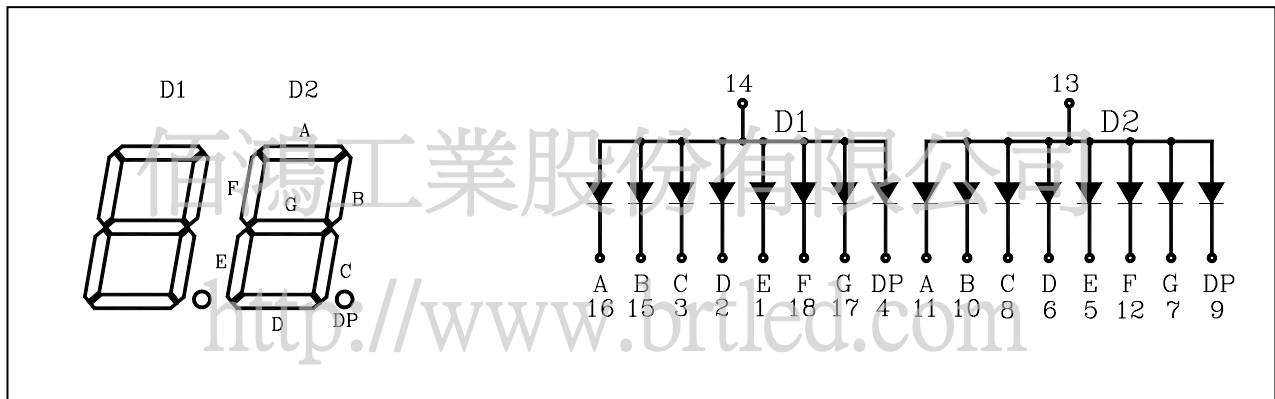 D1 D2
A
F
G
B
E
C
D
DP
14 13
D1 D2
A B C D E F G DP A B C D E F G DP
16 15 3 2 1 18 17 4 11 10 8 6 5 12 7 9
佰鴻工業股份有限公司
http://www.brtled.com